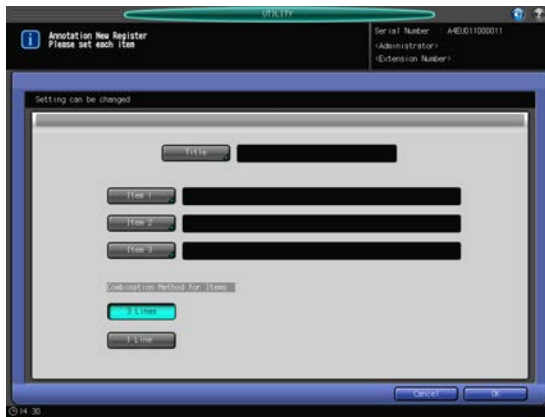 UTILITY
Annotation New Register
Please set each item
Serial Number : A4EU011000011
<Administrator>
<Extension Number>
Setting can be changed
Title
Item 1
Item 2
Item 3
Combination Method for Items
3 Lines
1 Line
Cancel
OK
14:30